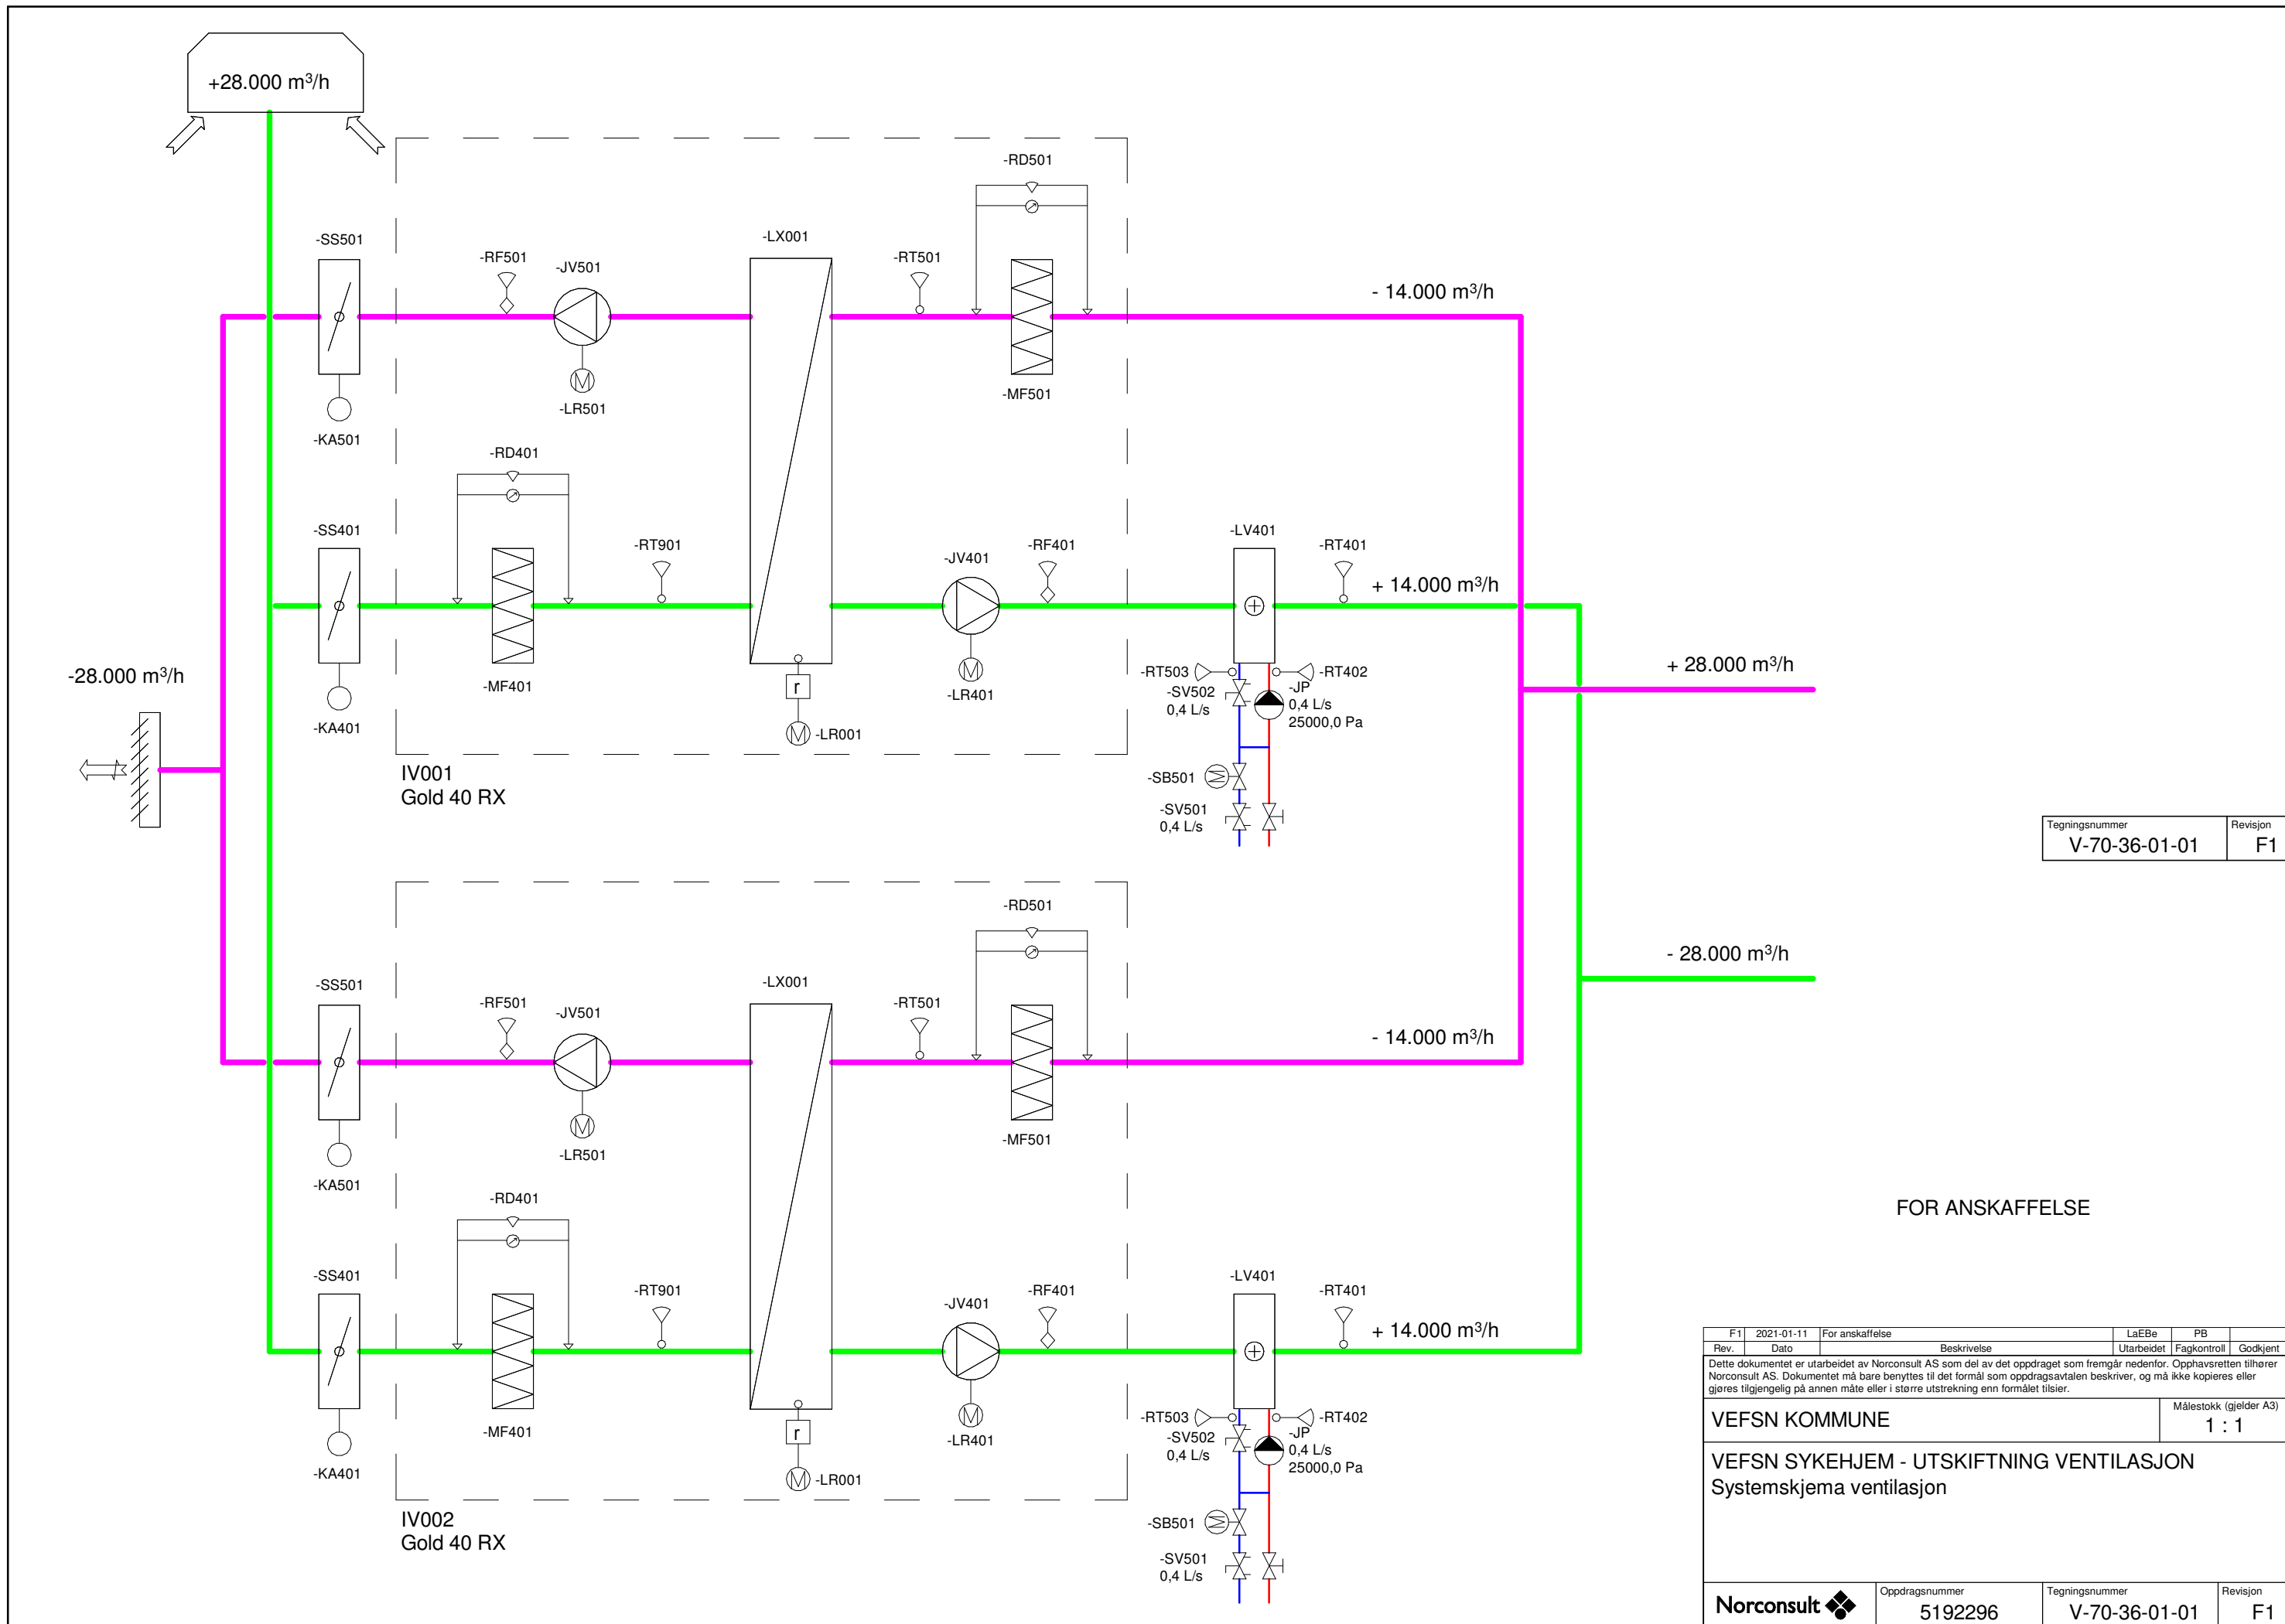 +28.000 m³/h
-RD501
-SS501
-RF501
-JV501
-LX001
-RT501
- 14.000 m³/h
-LR501
-MF501
-KA501
-RD401
-SS401
-RT901
-JV401
-RF401
-LV401
-RT401
+ 14.000 m³/h
-MF401
-LR401
-KA401
r
-LR001
-RT503
-RT402
-SV502
0,4 L/s
-JP
0,4 L/s
25000,0 Pa
-SB501
-SV501
0,4 L/s
IV001
Gold 40 RX
-28.000 m³/h
+ 28.000 m³/h
- 28.000 m³/h
Tegningsnummer
V-70-36-01-01
Revisjon
F1
-RD501
-SS501
-RF501
-JV501
-LX001
-RT501
- 14.000 m³/h
-LR501
-MF501
-KA501
-RD401
-SS401
-RT901
-JV401
-RF401
-LV401
-RT401
+ 14.000 m³/h
-MF401
-LR401
-KA401
r
-LR001
-RT503
-RT402
-SV502
0,4 L/s
-JP
0,4 L/s
25000,0 Pa
-SB501
-SV501
0,4 L/s
IV002
Gold 40 RX
FOR ANSKAFFELSE
F1 2021-01-11 For anskaffelse LaEBe PB
Rev. Dato Beskrivelse Utarbeidet Fagkontroll Godkjent
Dette dokumentet er utarbeidet av Norconsult AS som del av det oppdraget som fremgår nedenfor. Opphavsretten tilhører
Norconsult AS. Dokumentet må bare benyttes til det formål som oppdragsavtalen beskriver, og må ikke kopieres eller
gjøres tilgjengelig på annen måte eller i større utstrekning enn formålet tilsier.
VEFSN KOMMUNE
Målestokk (gjelder A3)
1 : 1
VEFSN SYKEHJEM - UTSKIFTNING VENTILASJON
Systemskjema ventilasjon
Norconsult
Oppdragsnummer
5192296
Tegningsnummer
V-70-36-01-01
Revisjon
F1
M
M
M
M
M
M